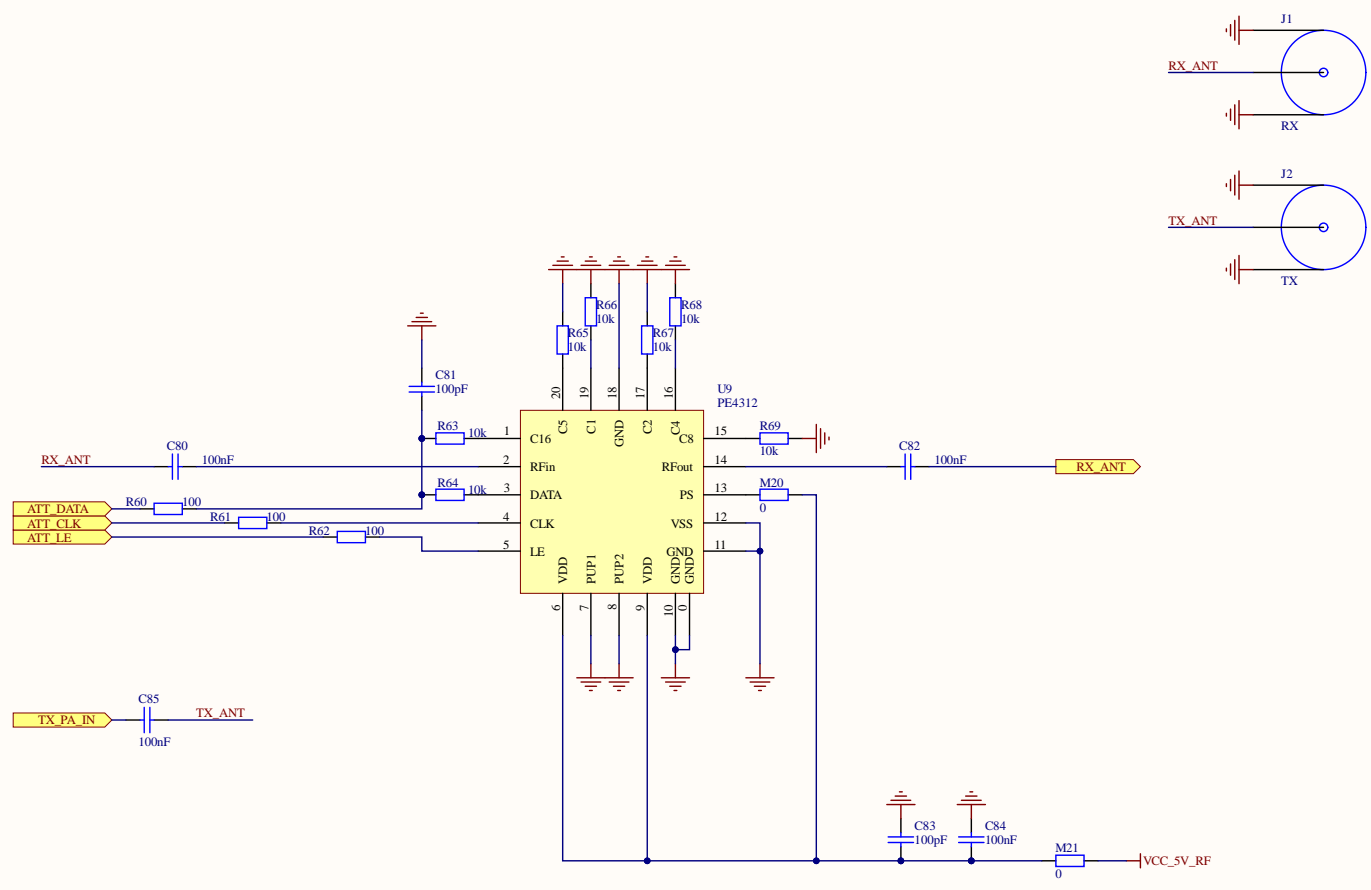 J1
RX_ANT
RX
J2
TX_ANT
TX
R66
10k
R68
10k
R65
10k
R67
10k
C81
100pF
20
19
18
17
16
U9
PE4312
C5
C1
GND
C2
C4
R63
10k
1
C16
C8
15
R69
10k
RX_ANT
C80
100nF
2
RFin
RFout
14
C82
100nF
RX_ANT
R64
10k
3
DATA
PS
13
M20
0
ATT_DATA
R60
100
ATT_CLK
R61
100
4
CLK
VSS
12
ATT_LE
R62
100
5
LE
GND
11
VDD
PUP1
PUP2
VDD
GND
GND
6
7
8
9
10
0
TX_PA_IN
C85
100nF
TX_ANT
C83
100pF
C84
100nF
M21
0
VCC_5V_RF